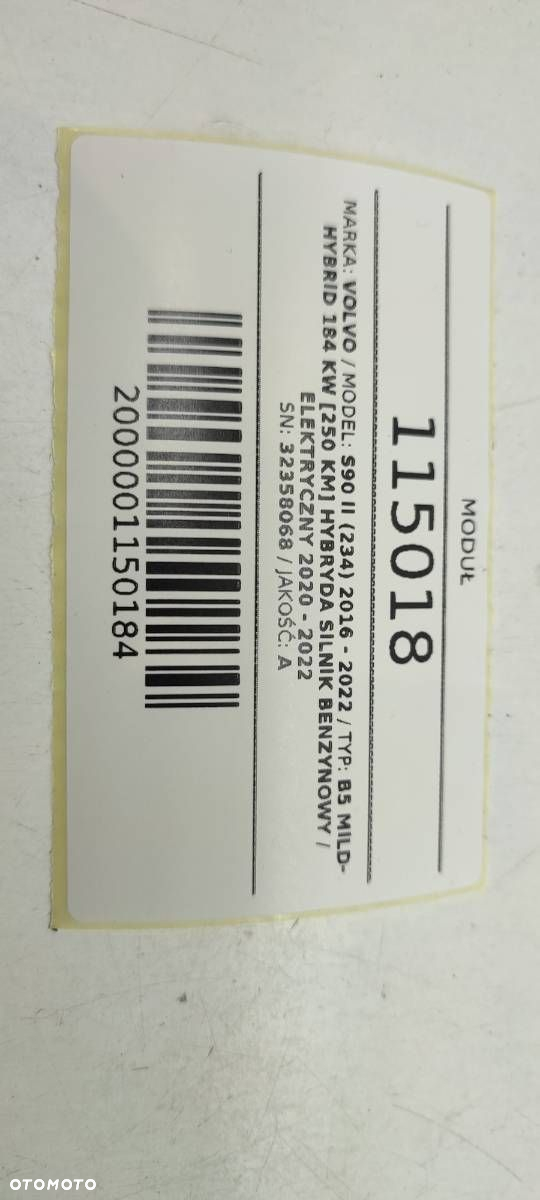 MODUŁ
115018
MARKA: VOLVO / MODEL: S90 II (234) 2016 - 2022 / TYP: B5 MILD-
HYBRID 184 KW [250 KM] HYBRYDA SILNIK BENZYNOWY /
ELEKTRYCZNY 2020 - 2022
SN: 32358068 / JAKOŚĆ: A
2000001150184
OTOMOTO